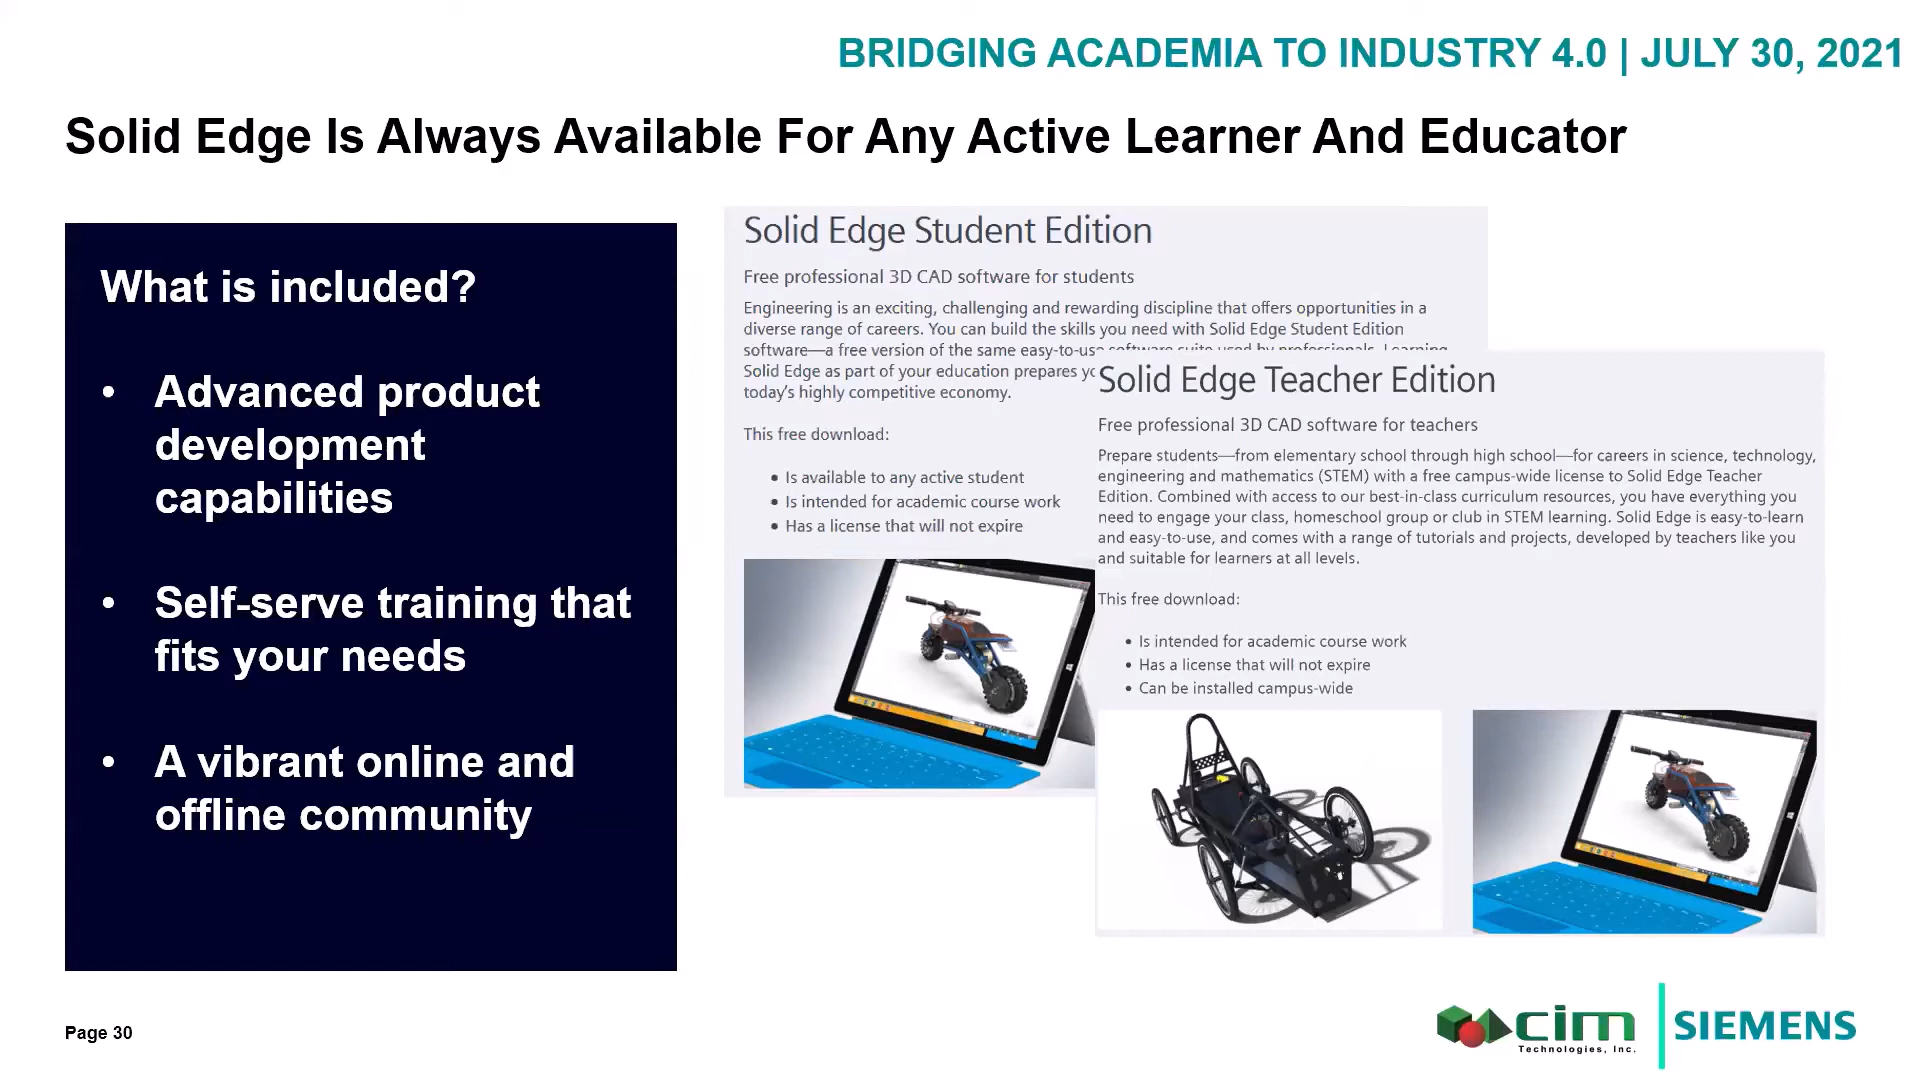 BRIDGING ACADEMIA TO INDUSTRY 4.0 | JULY 30, 2021
Solid Edge Is Always Available For Any Active Learner And Educator
What is included?
• Advanced product
development
capabilities
• Self-serve training that
fits your needs
• A vibrant online and
offline community
Solid Edge Student Edition
Free professional 3D CAD software for students
Engineering is an exciting, challenging and rewarding discipline that offers opportunities in a
diverse range of careers. You can build the skills you need with Solid Edge Student Edition
software—a free version of the same easy-to-use software suite used by professionals. Learning
Solid Edge as part of your education prepares
today's highly competitive economy.
This free download:
• Is available to any active student
• Is intended for academic course work
• Has a license that will not expire
Solid Edge Teacher Edition
Free professional 3D CAD software for teachers
Prepare students—from elementary school through high school—for careers in science, technology,
engineering and mathematics (STEM) with a free campus-wide license to Solid Edge Teacher
Edition. Combined with access to our best-in-class curriculum resources, you have everything you
need to engage your class, homeschool group or club in STEM learning. Solid Edge is easy-to-learn
and easy-to-use, and comes with a range of tutorials and projects, developed by teachers like you
and suitable for learners at all levels.
This free download:
• Is intended for academic course work
• Has a license that will not expire
• Can be installed campus-wide
Page 30
cim
Technologies, Inc.
SIEMENS